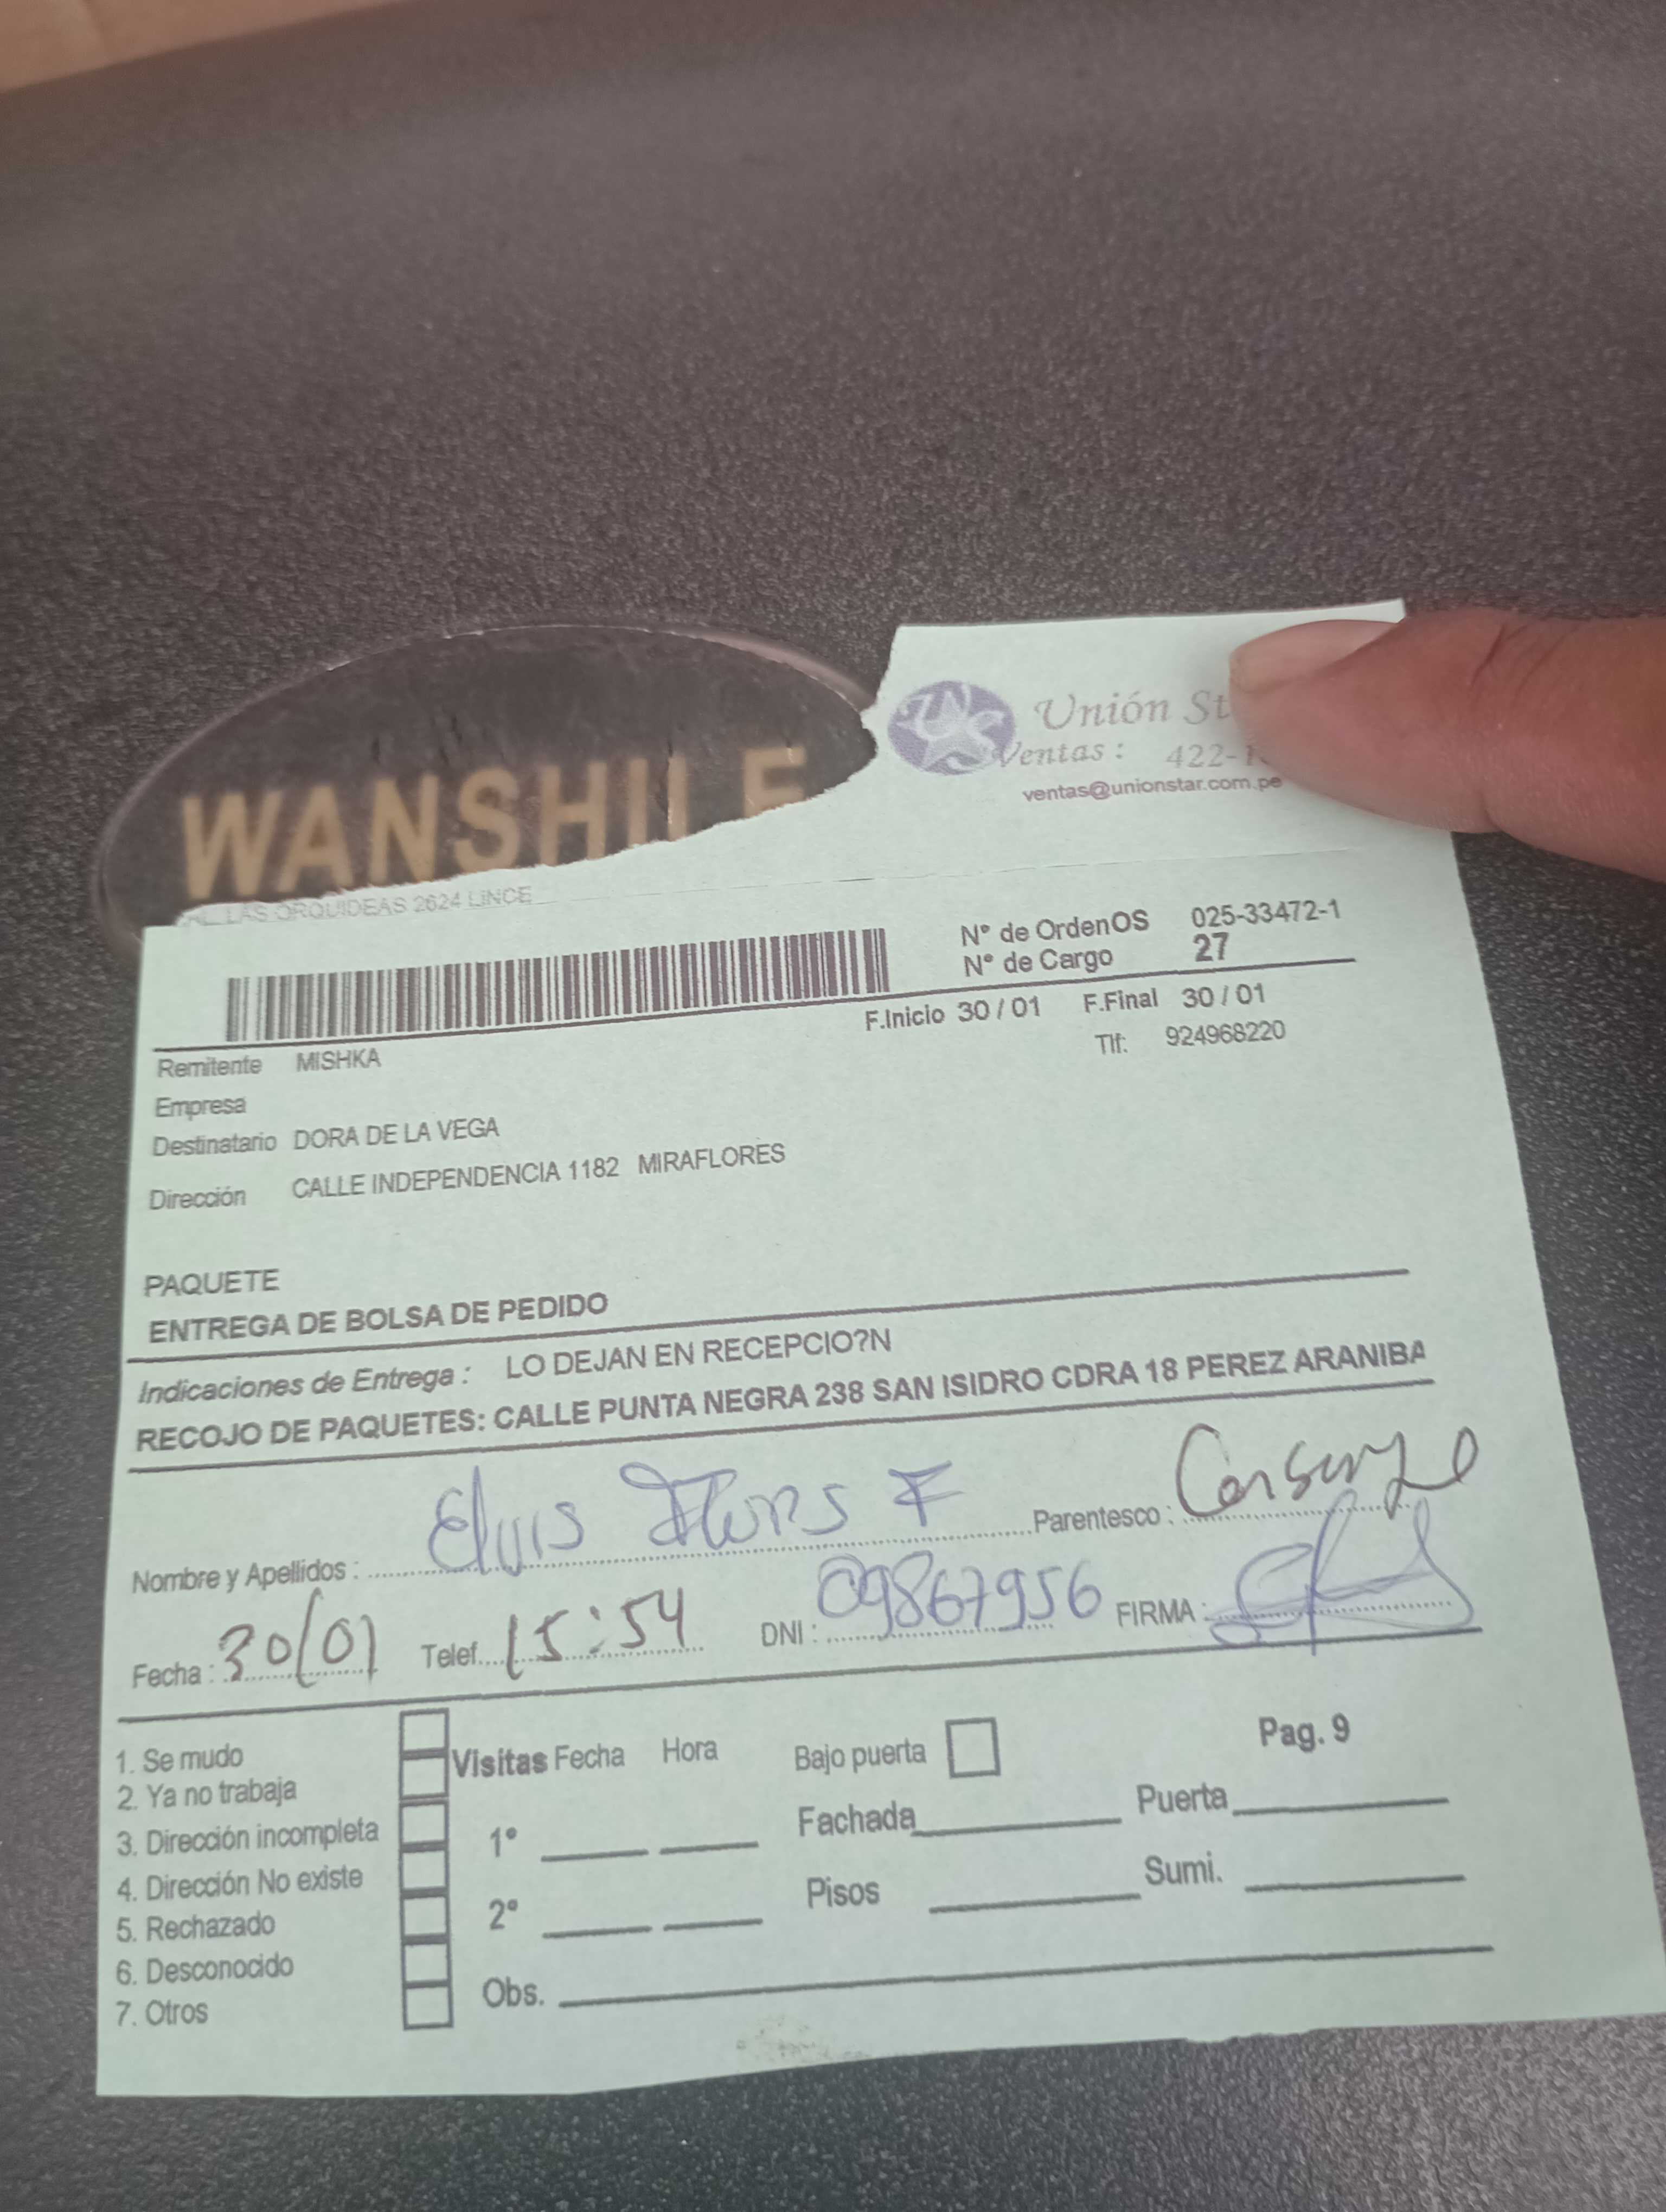 WANSHI
Unión St
Ventas : 422-1
ventas@unionstar.com.pe
LAS ORQUIDEAS 2624 LINCE
N° de OrdenOS 025-33472-1
N° de Cargo 27
F.Inicio 30 / 01 F.Final 30 / 01
Tlf: 924968220
Remitente MISHKA
Empresa
Destinatario DORA DE LA VEGA
Dirección CALLE INDEPENDENCIA 1182 MIRAFLORES
PAQUETE
ENTREGA DE BOLSA DE PEDIDO
Indicaciones de Entrega : LO DEJAN EN RECEPCIO?N
RECOJO DE PAQUETES: CALLE PUNTA NEGRA 238 SAN ISIDRO CDRA 18 PEREZ ARANIBA
Nombre y Apellidos : Elvis F Parentesco :
Fecha : 30/01 Telef. 15:54 DNI : 09867956 FIRMA :
1. Se mudo
2. Ya no trabaja
3. Dirección incompleta
4. Dirección No existe
5. Rechazado
6. Desconocido
7. Otros
Visitas Fecha Hora
1°
2°
Obs.
Bajo puerta
Pag. 9
Fachada Puerta
Pisos Sumi.